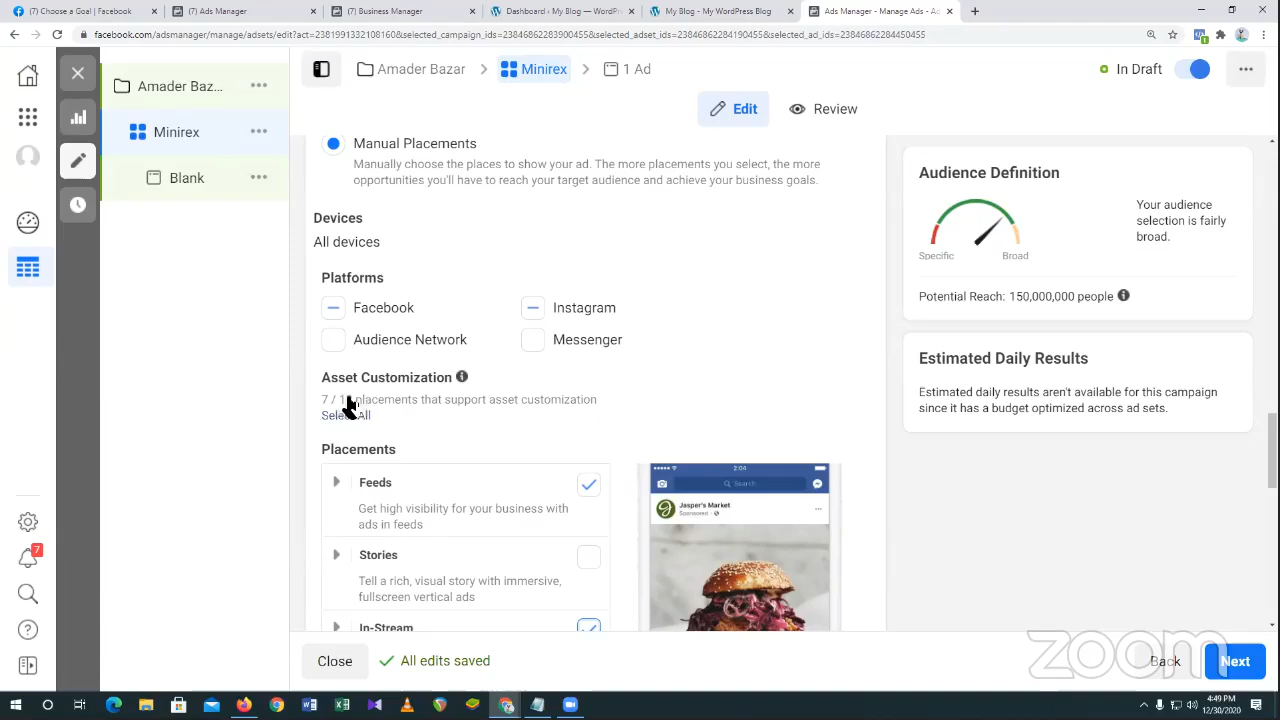 (7) Choose a Goal | Facebook
(7) Ads Manager
(7) Business Manager
Dashboard ‹ My Blog — WordPr
My Blog – My WordPress Blog
Ads Manager - Manage ads - Ad
facebook.com/adsmanager/manage/assets/edit?act=2381991332108160&selected_campaign_ids=23846862283900455&selected_adset_ids=23846862284190455&selected_ad_ids=23846862284450455
Amader Baz...
Minirex
Blank
7
Amader Bazar
Minirex
1 Ad
In Draft
Edit
Review
Manual Placements
Manually choose the places to show your ad. The more placements you select, the more
opportunities you'll have to reach your target audience and achieve your business goals.
Devices
All devices
Platforms
Facebook
Instagram
Audience Network
Messenger
Asset Customization
placements that support asset customization
Select All
Placements
Feeds
Get high visibility for your business with
ads in feeds
Stories
Tell a rich, visual story with immersive,
fullscreen vertical ads
In-Stream
2:04
Search
Jasper's Market
Sponsored
Audience Definition
Your audience
selection is fairly
broad.
Specific
Broad
Potential Reach: 150,000,000 people
Estimated Daily Results
Estimated daily results aren't available for this campaign
since it has a budget optimized across ad sets.
Close
All edits saved
Back
Next
zoom
4:49 PM
12/30/2020